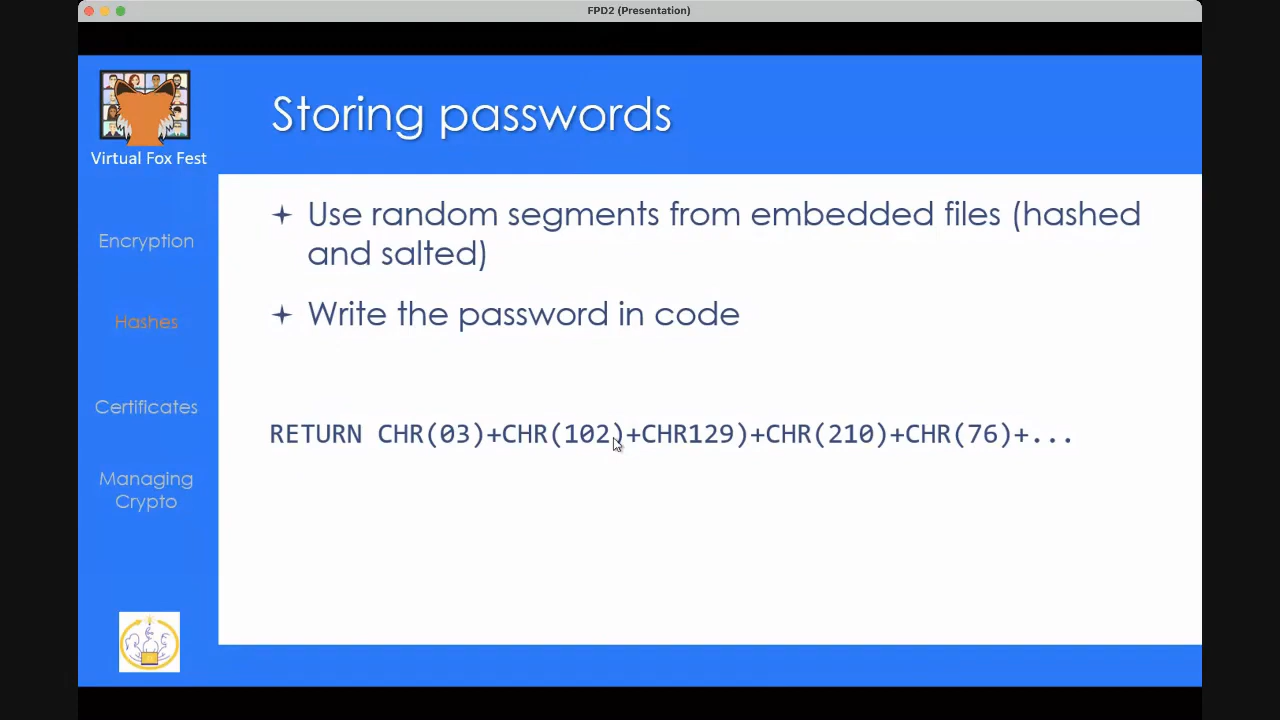 FPD2 (Presentation)
Virtual Fox Fest
Storing passwords
Encryption
Hashes
Certificates
Managing
Crypto
Use random segments from embedded files (hashed
and salted)
Write the password in code
RETURN CHR(03)+CHR(102)+CHR129)+CHR(210)+CHR(76)+...